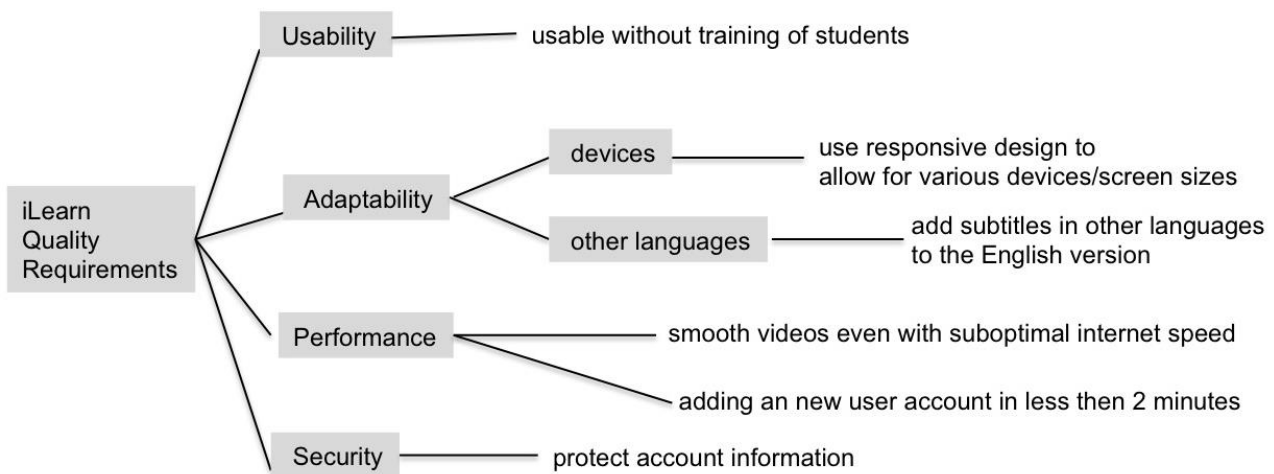 Usability
usable without training of students
devices
use responsive design to
allow for various devices/screen sizes
iLearn
Quality
Requirements
Adaptability
other languages
add subtitles in other languages
to the English version
Performance
smooth videos even with suboptimal internet speed
adding an new user account in less then 2 minutes
Security
protect account information